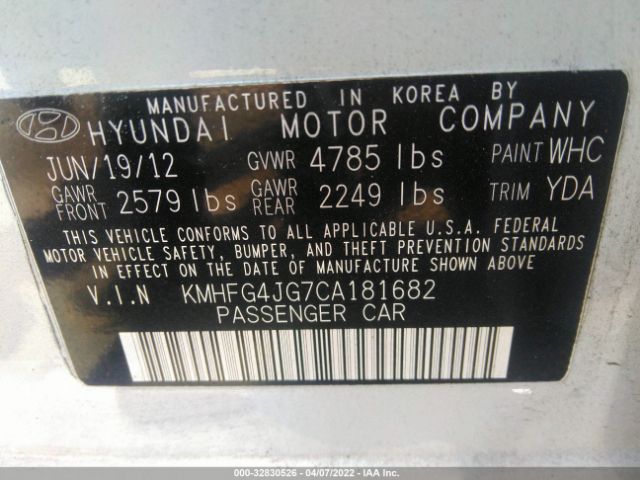 MANUFACTURED IN KOREA BY
HYUNDAI MOTOR COMPANY
JUN/19/12 GVWR 4785 lbs PAINT WHC
GAWR FRONT 2579 lbs GAWR REAR 2249 lbs TRIM YDA
THIS VEHICLE CONFORMS TO ALL APPLICABLE U.S.A. FEDERAL
MOTOR VEHICLE SAFETY, BUMPER, AND THEFT PREVENTION STANDARDS
IN EFFECT ON THE DATE OF MANUFACTURE SHOWN ABOVE
V.I.N KMHFG4JG7CA181682
PASSENGER CAR
000-32830526 - 04/07/2022 - IAA, Inc.